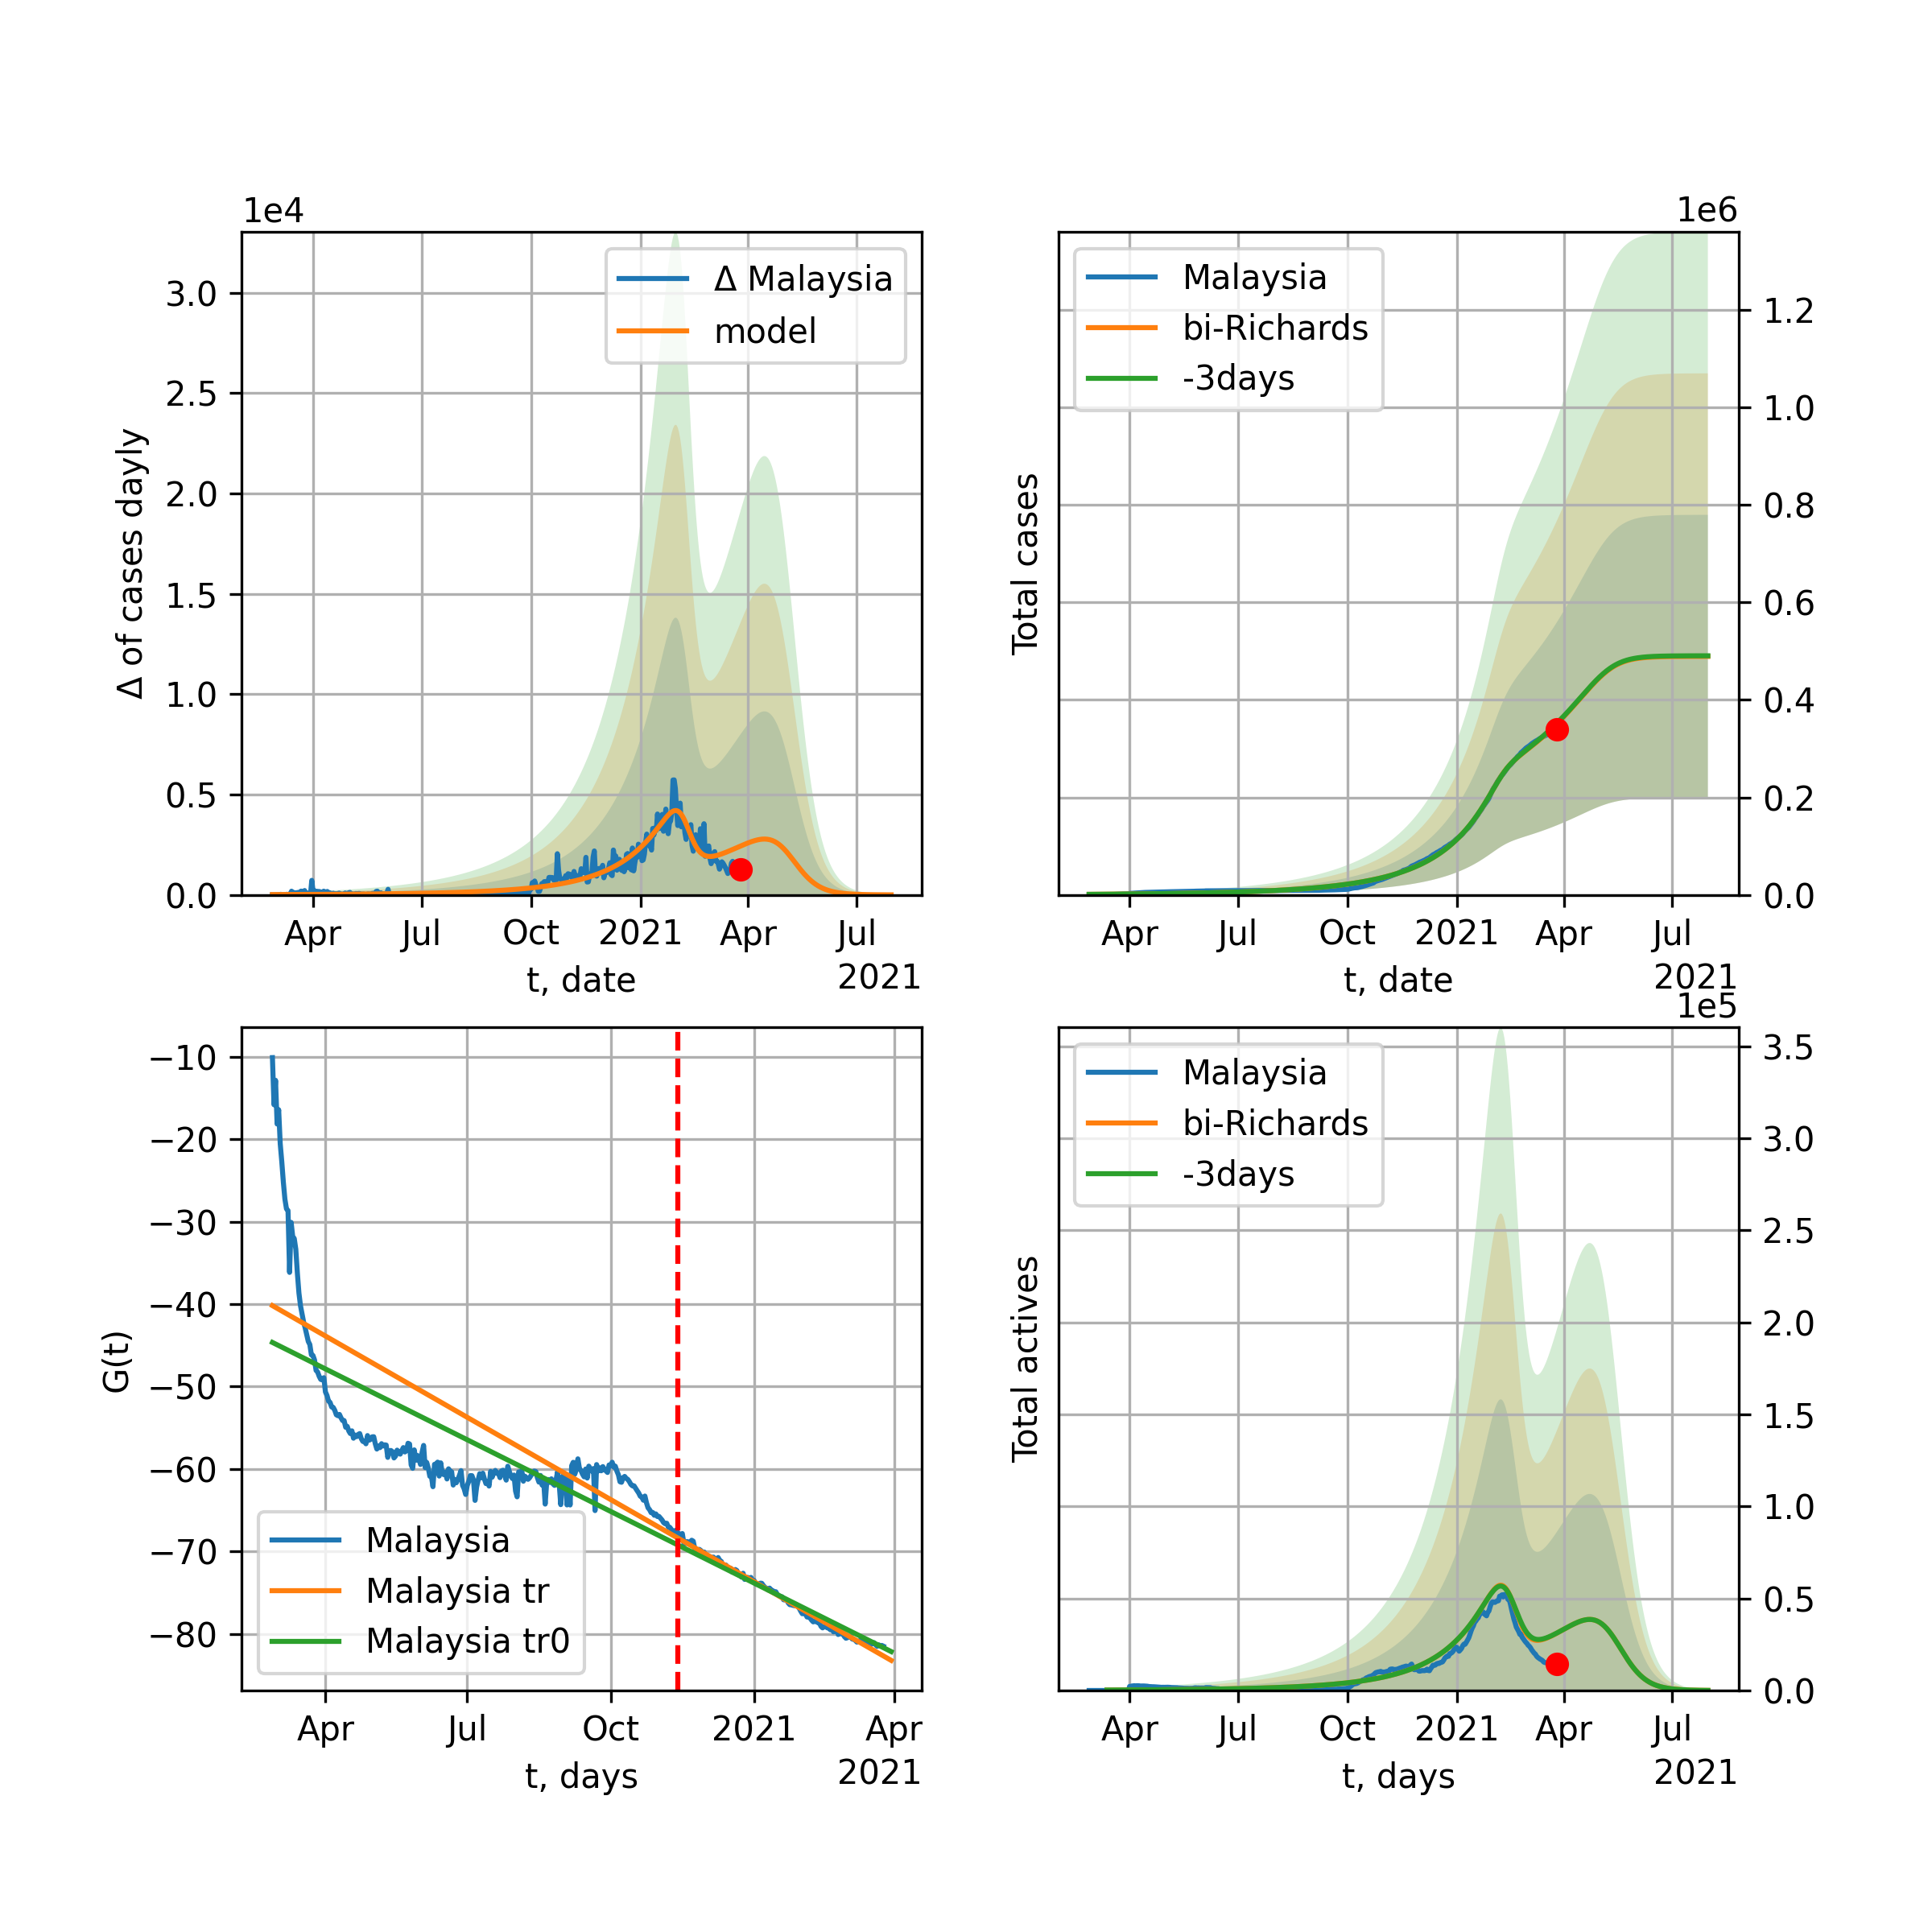 1e4
Δ of cases dayly
3.0
2.5
2.0
1.5
1.0
0.5
0.0
Δ Malaysia
model
Apr Jul Oct 2021 Apr Jul
2021
t, date
1e6
Total cases
Malaysia
bi-Richards
-3days
1.2
1.0
0.8
0.6
0.4
0.2
0.0
Apr Jul Oct 2021 Apr Jul
2021
t, date
G(t)
−10
−20
−30
−40
−50
−60
−70
−80
Malaysia
Malaysia tr
Malaysia tr0
Apr Jul Oct 2021 Apr
2021
t, days
1e5
Total actives
Malaysia
bi-Richards
-3days
3.5
3.0
2.5
2.0
1.5
1.0
0.5
0.0
Apr Jul Oct 2021 Apr Jul
2021
t, days